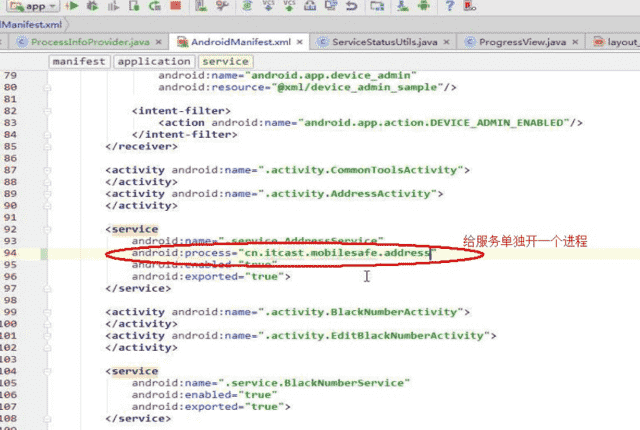 app
Manifest.xml
ProcessInfoProvider.java
AndroidManifest.xml
ServiceStatusUtils.java
ProgressView.java
layout_
manifest
application
service
79 android:name="android.app.device_admin"
80 android:resource="@xml/device_admin_sample"/>
81
82 <intent-filter>
83 <action android:name="android.app.action.DEVICE_ADMIN_ENABLED"/>
84 </intent-filter>
85 </receiver>
86
87 <activity android:name=".activity.CommonToolsActivity">
88 </activity>
89 <activity android:name=".activity.AddressActivity">
90 </activity>
91
92 <service
93 android:name=".service.AddressService"
94 android:process="cn.itcast.mobilesafe.address"
给服务单独开一个进程
95 android:enabled="true"
96 android:exported="true">
97 </service>
98
99 <activity android:name=".activity.BlackNumberActivity">
100 </activity>
101 <activity android:name=".activity.EditBlackNumberActivity">
102 </activity>
103
104 <service
105 android:name=".service.BlackNumberService"
106 android:enabled="true"
107 android:exported="true">
108 </service>